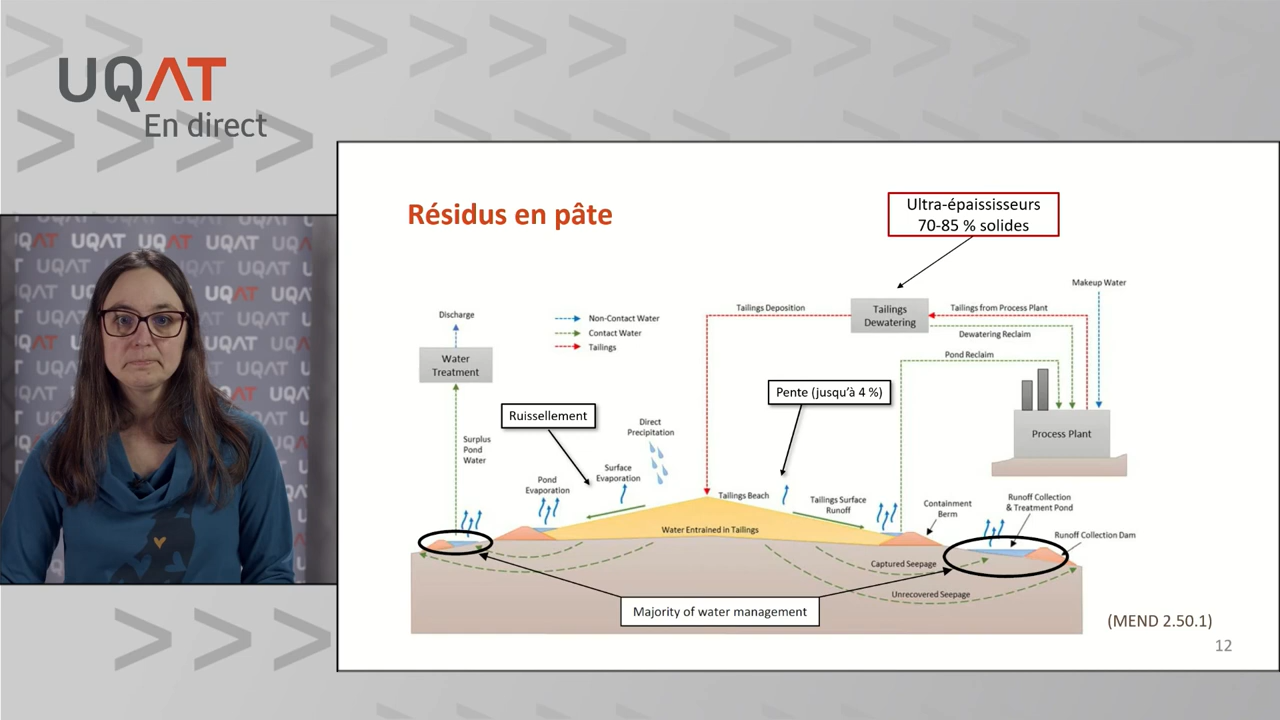 UQAT
En direct
Résidus en pâte
Ultra-épaississeurs
70-85 % solides
Makeup Water
Discharge
Non-Contact Water
Contact Water
Tailings
Tailings Deposition
Tailings
Dewatering
Tailings from Process Plant
Dewatering Reclaim
Pond Reclaim
Water
Treatment
Pente (jusqu'à 4 %)
Ruissellement
Direct
Precipitation
Process Plant
Surplus
Pond
Water
Surface
Evaporation
Pond
Evaporation
Tailings Beach
Tailings Surface
Runoff
Containment
Berm
Runoff Collection
& Treatment Pond
Water Entrained in Tailings
Runoff Collection Dam
Captured Seepage
Unrecovered Seepage
Majority of water management
(MEND 2.50.1)
12